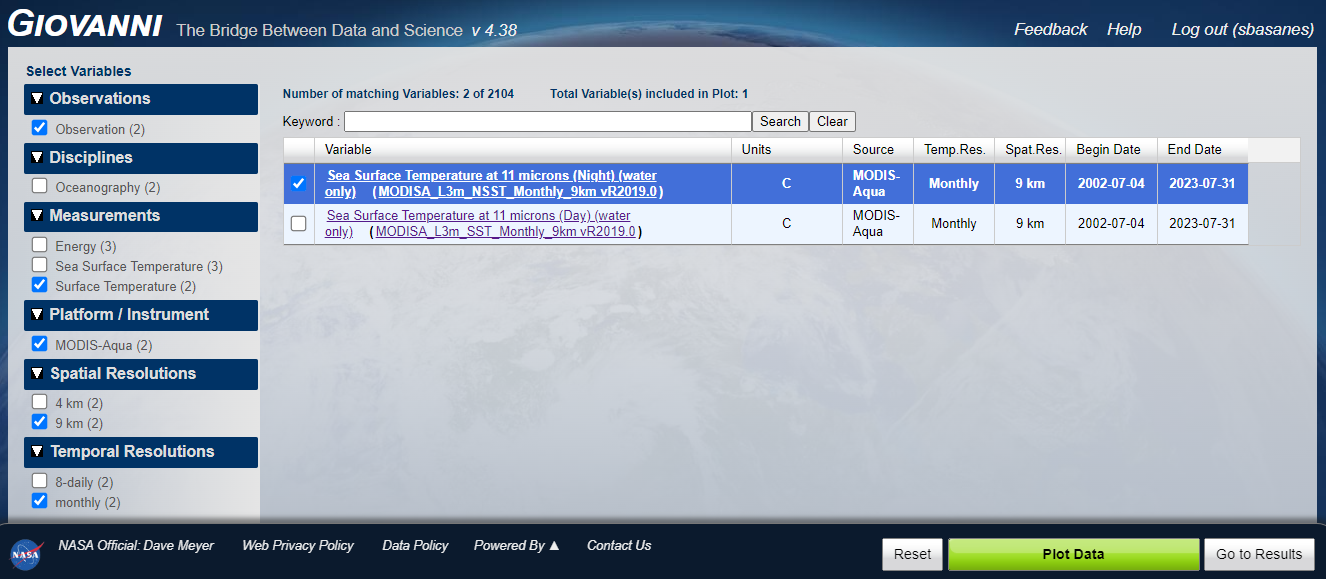 GIOVANNI The Bridge Between Data and Science v 4.38
Feedback Help Log out (sbasanes)
Select Variables
Observations
Observation (2)
Disciplines
Oceanography (2)
Measurements
Energy (3)
Sea Surface Temperature (3)
Surface Temperature (2)
Platform / Instrument
MODIS-Aqua (2)
Spatial Resolutions
4 km (2)
9 km (2)
Temporal Resolutions
8-daily (2)
monthly (2)
Number of matching Variables: 2 of 2104 Total Variable(s) included in Plot: 1
Keyword : Search Clear
Variable Units Source Temp.Res. Spat.Res. Begin Date End Date
Sea Surface Temperature at 11 microns (Night) (water
only) (MODISA_L3m_NSST_Monthly_9km vR2019.0) C MODIS-
Aqua Monthly 9 km 2002-07-04 2023-07-31
Sea Surface Temperature at 11 microns (Day) (water
only) (MODISA_L3m_SST_Monthly_9km vR2019.0) C MODIS-
Aqua Monthly 9 km 2002-07-04 2023-07-31
NASA NASA Official: Dave Meyer Web Privacy Policy Data Policy Powered By ▲ Contact Us
Reset Plot Data Go to Results